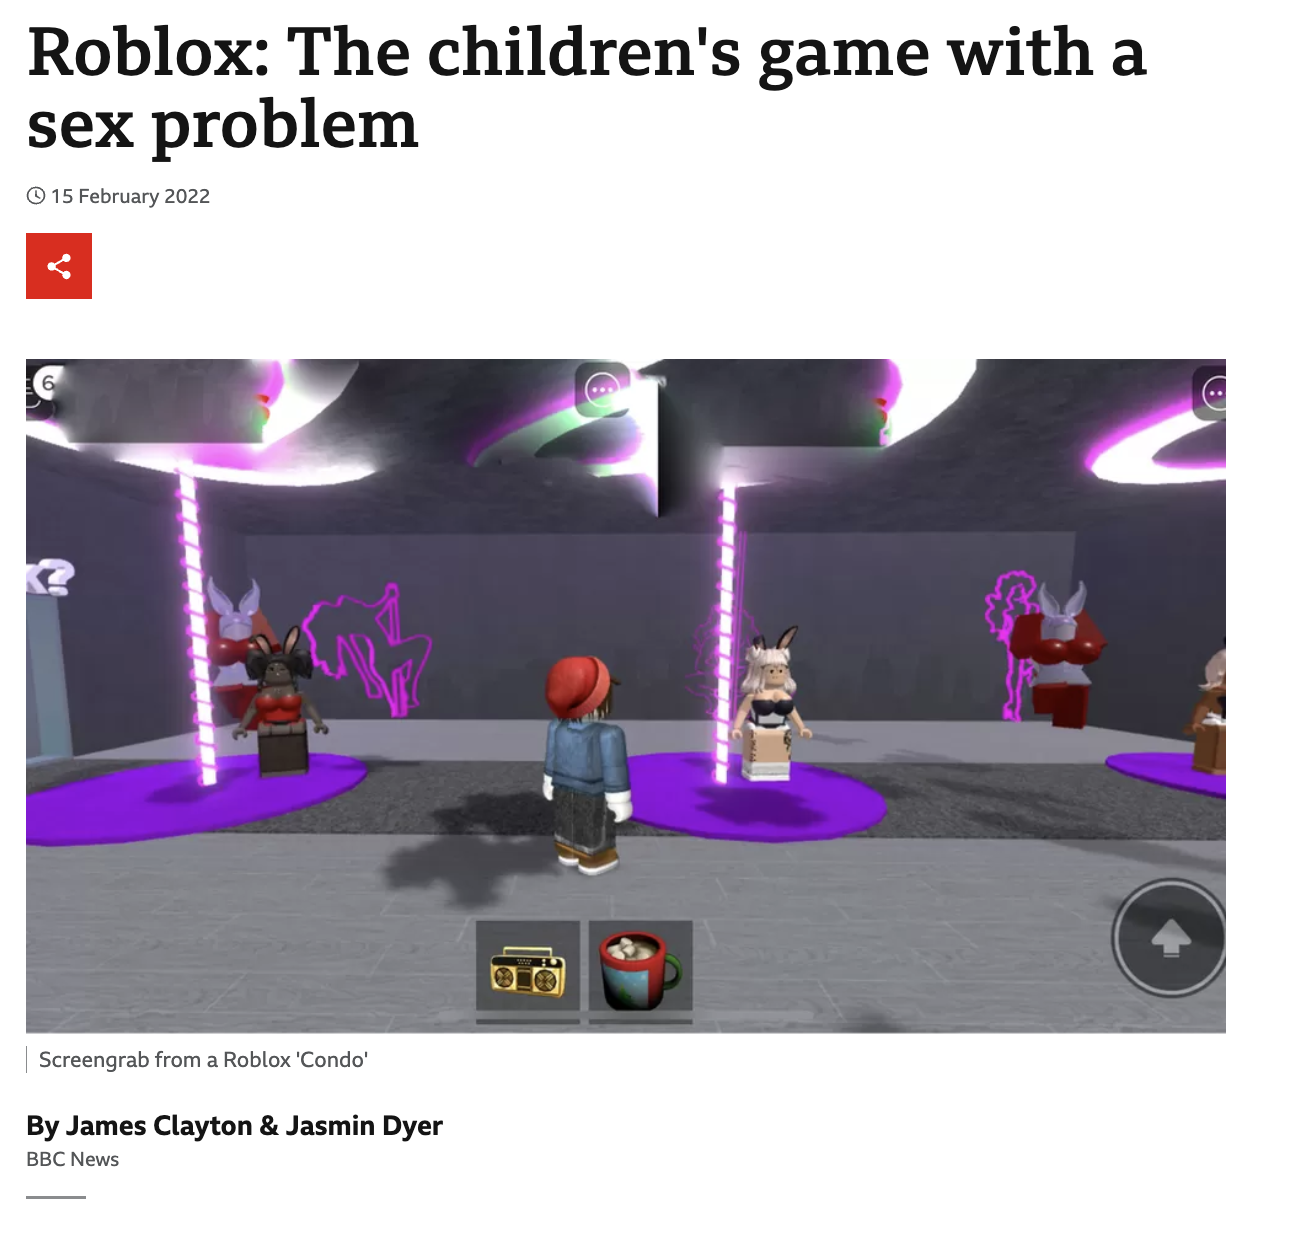 Roblox: The children's game with a
sex problem
15 February 2022
6
?
Screengrab from a Roblox 'Condo'
By James Clayton & Jasmin Dyer
BBC News